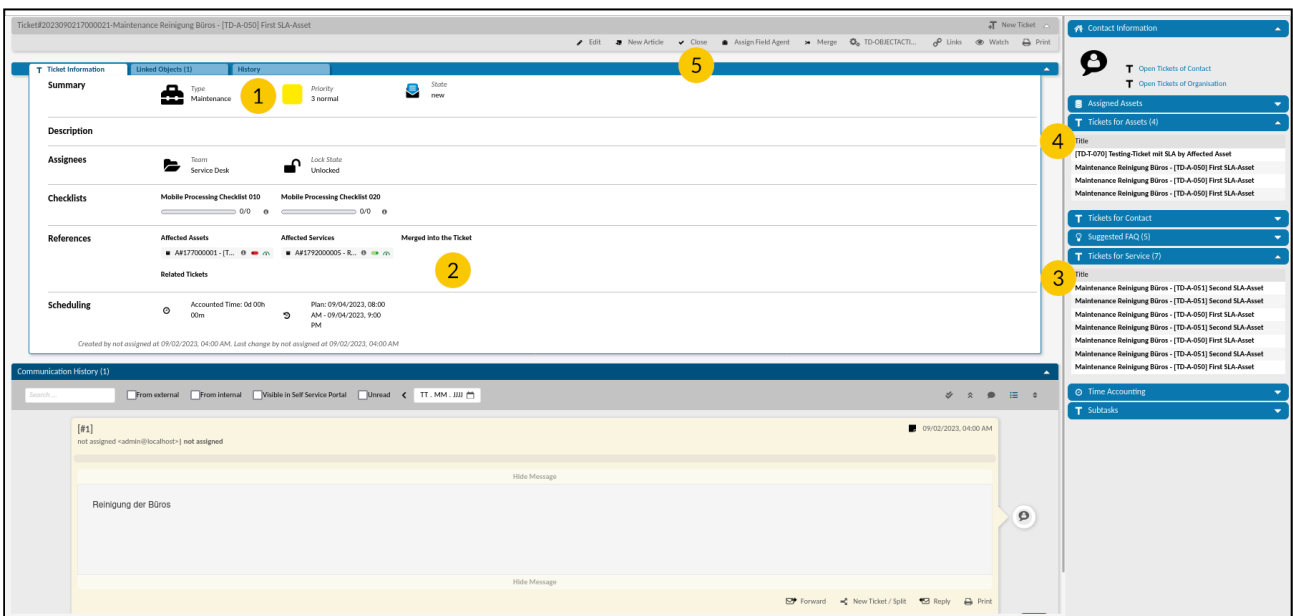 Ticket#2023090217000021-Maintenance Reinigung Büros - [TD-A-050] First SLA-Asset
New Ticket
Edit New Article Close Assign Field Agent Merge TD-OBJECTACTI... Links Watch Print
5
Ticket Information Linked Objects (1) History
Summary
Type
Maintenance
1
Priority
3 normal
State
new
Description
Assignees
Team
Service Desk
Lock State
Unlocked
Checklists
Mobile Processing Checklist 010 Mobile Processing Checklist 020
0/0 0/0
References
Affected Assets Affected Services Merged into the Ticket
A#177000001 - [T... A#1792000005 - R...
2
Related Tickets
Scheduling
Accounted Time: 0d 00h
00m
Plan: 09/04/2023, 08:00
AM - 09/04/2023, 9:00
PM
Created by not assigned at 09/02/2023, 04:00 AM. Last change by not assigned at 09/02/2023, 04:00 AM
Communication History (1)
Search ... From external From internal Visible in Self Service Portal Unread TT . MM . JJJJ
[#1]
not assigned <admin@localhost>| not assigned
09/02/2023, 04:00 AM
Hide Message
Reinigung der Büros
Hide Message
Forward New Ticket / Split Reply Print
Contact Information
Open Tickets of Contact
Open Tickets of Organisation
Assigned Assets
Tickets for Assets (4)
4
Title
[TD-T-070] Testing-Ticket mit SLA by Affected Asset
Maintenance Reinigung Büros - [TD-A-050] First SLA-Asset
Maintenance Reinigung Büros - [TD-A-050] First SLA-Asset
Maintenance Reinigung Büros - [TD-A-050] First SLA-Asset
Tickets for Contact
Suggested FAQ (5)
Tickets for Service (7)
3
Title
Maintenance Reinigung Büros - [TD-A-051] Second SLA-Asset
Maintenance Reinigung Büros - [TD-A-051] Second SLA-Asset
Maintenance Reinigung Büros - [TD-A-050] First SLA-Asset
Maintenance Reinigung Büros - [TD-A-051] Second SLA-Asset
Maintenance Reinigung Büros - [TD-A-050] First SLA-Asset
Maintenance Reinigung Büros - [TD-A-051] Second SLA-Asset
Maintenance Reinigung Büros - [TD-A-050] First SLA-Asset
Time Accounting
Subtasks